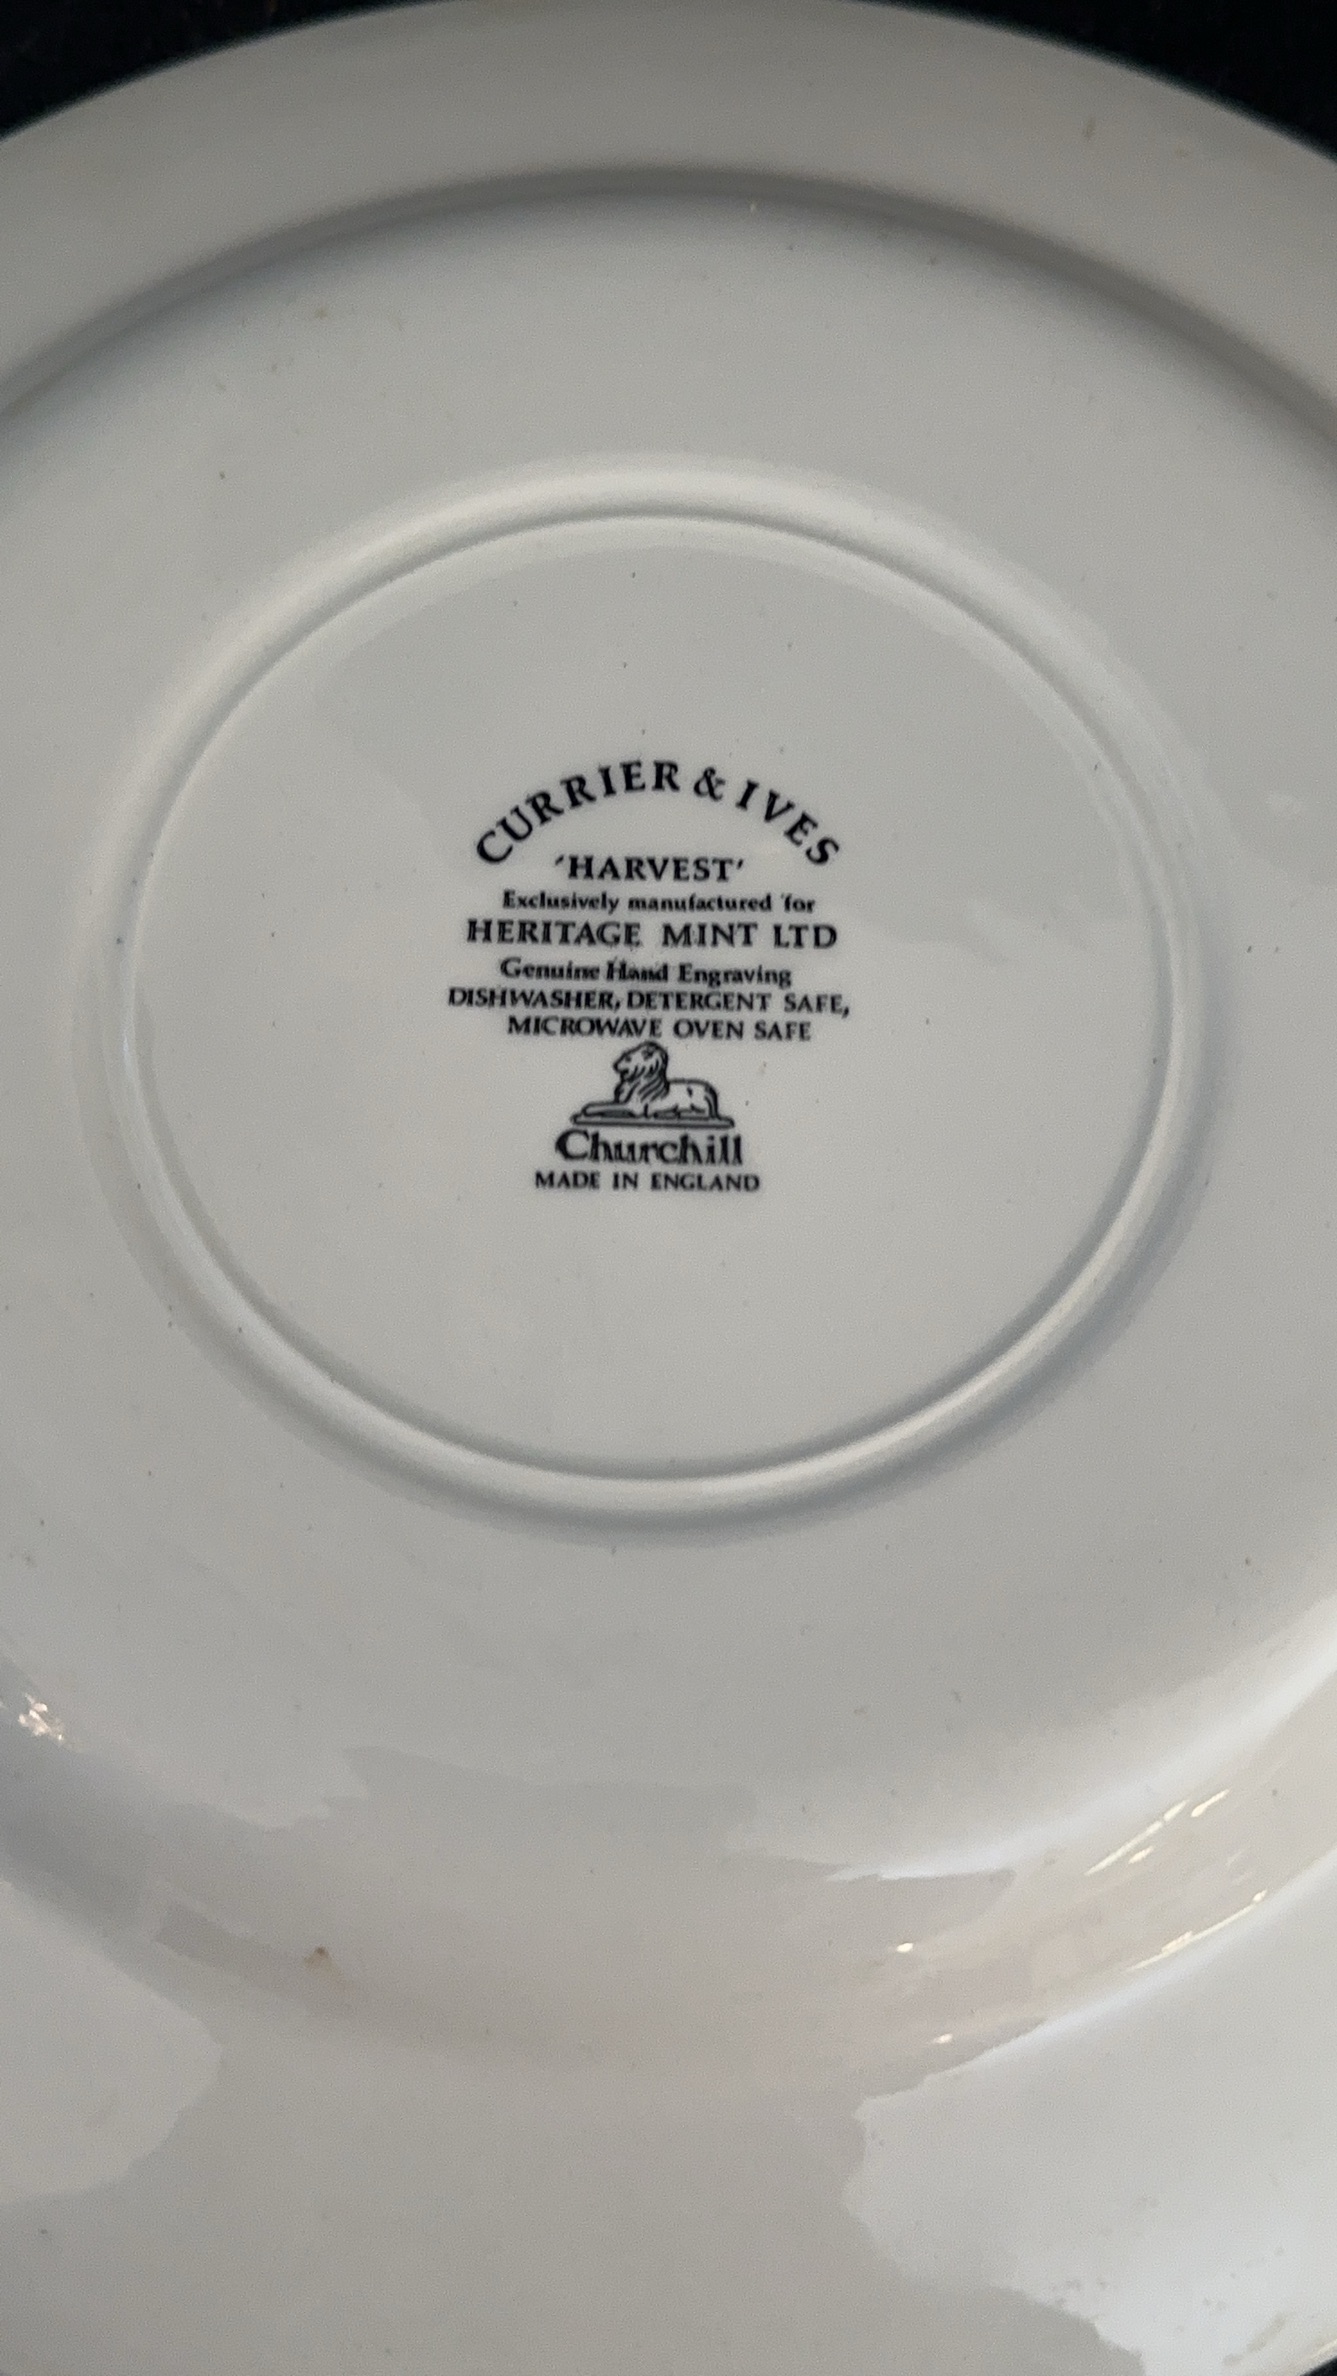 CURRIER & IVES
'HARVEST'
Exclusively manufactured for
HERITAGE MINT LTD
Genuine Hand Engraving
DISHWASHER, DETERGENT SAFE,
MICROWAVE OVEN SAFE
Churchill
MADE IN ENGLAND